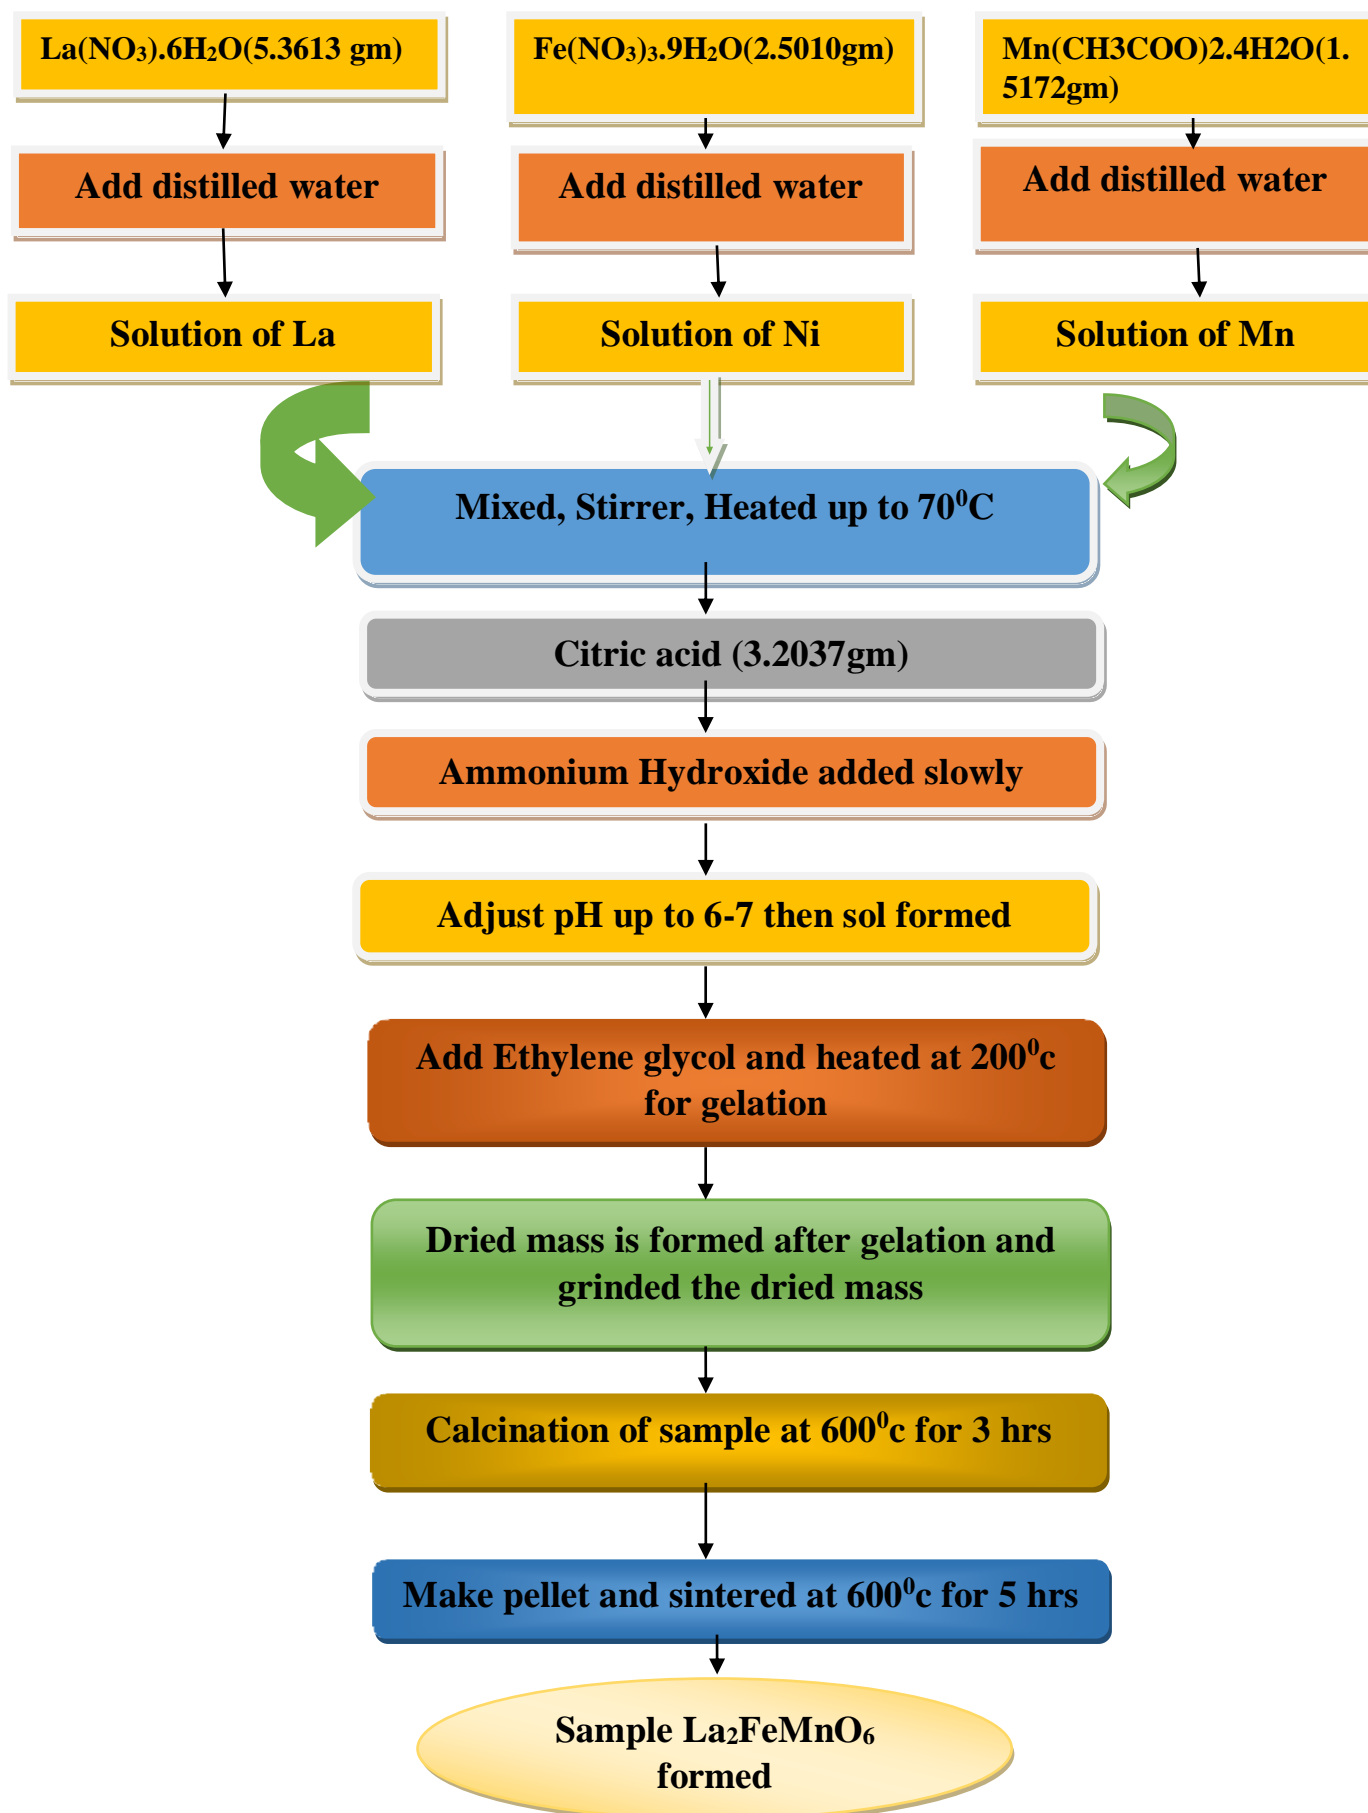 La(NO₃).6H₂O(5.3613 gm)
Fe(NO₃)₃.9H₂O(2.5010gm)
Mn(CH3COO)2.4H2O(1.
5172gm)
Add distilled water
Add distilled water
Add distilled water
Solution of La
Solution of Ni
Solution of Mn
Mixed, Stirrer, Heated up to 70⁰C
Citric acid (3.2037gm)
Ammonium Hydroxide added slowly
Adjust pH up to 6-7 then sol formed
Add Ethylene glycol and heated at 200⁰c
for gelation
Dried mass is formed after gelation and
grinded the dried mass
Calcination of sample at 600⁰c for 3 hrs
Make pellet and sintered at 600⁰c for 5 hrs
Sample La₂FeMnO₆
formed